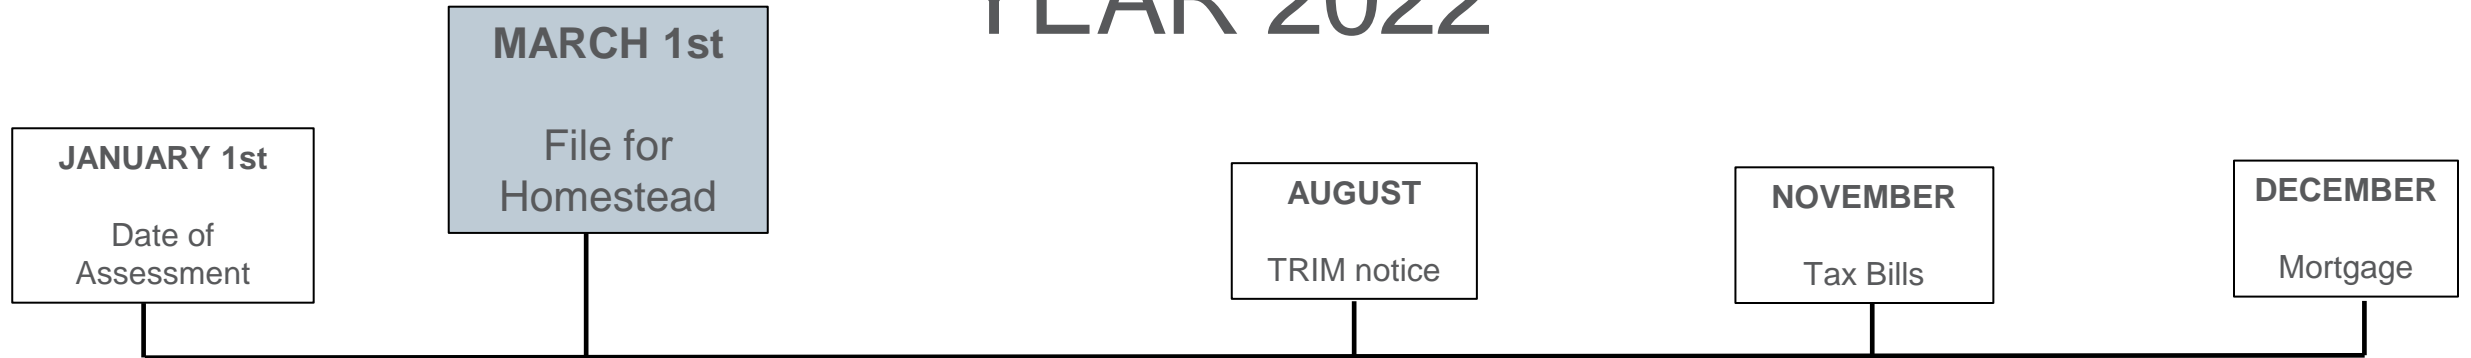 YEAR 2022
MARCH 1st
File for
Homestead
JANUARY 1st
Date of
Assessment
AUGUST
TRIM notice
NOVEMBER
Tax Bills
DECEMBER
Mortgage